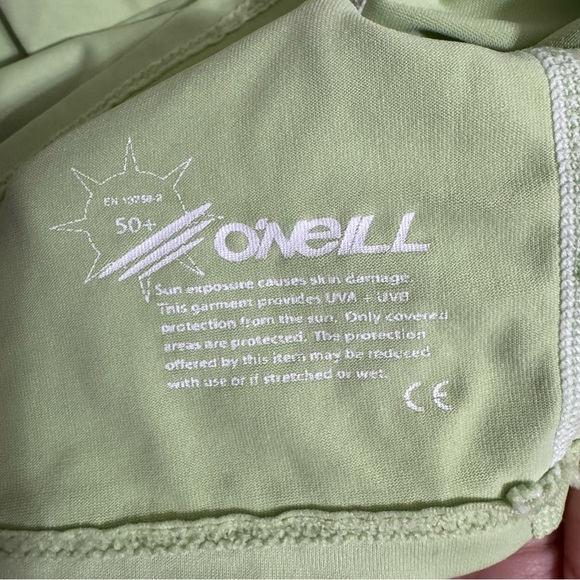 EN 13758-2
50+
O'NEILL
Sun exposure causes skin damage.
This garment provides UVA + UVB
protection from the sun. Only covered
areas are protected. The protection
offered by this item may be reduced
with use or if stretched or wet.
CE